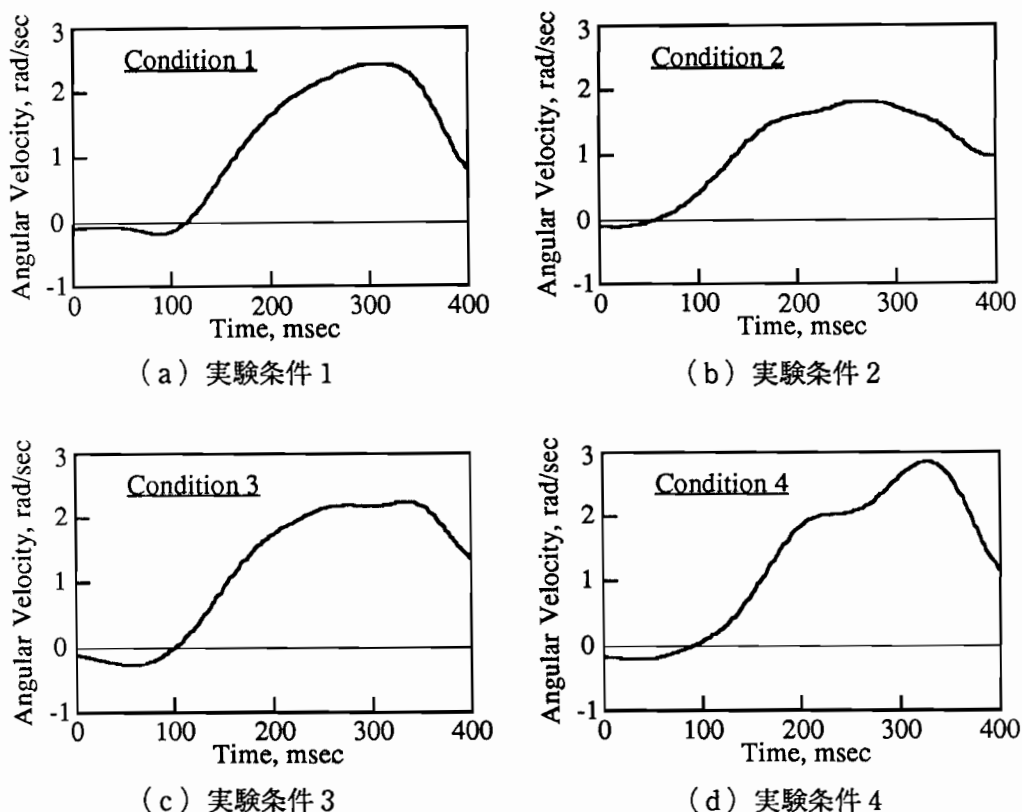 3
2
1
0
-1
Angular Velocity, rad/sec
Condition 1
0 100 200 300 400
Time, msec
(a) 実験条件1
3
2
1
0
-1
Angular Velocity, rad/sec
Condition 2
0 100 200 300 400
Time, msec
(b) 実験条件2
3
2
1
0
-1
Angular Velocity, rad/sec
Condition 3
0 100 200 300 400
Time, msec
(c) 実験条件3
3
2
1
0
-1
Angular Velocity, rad/sec
Condition 4
0 100 200 300 400
Time, msec
(d) 実験条件4